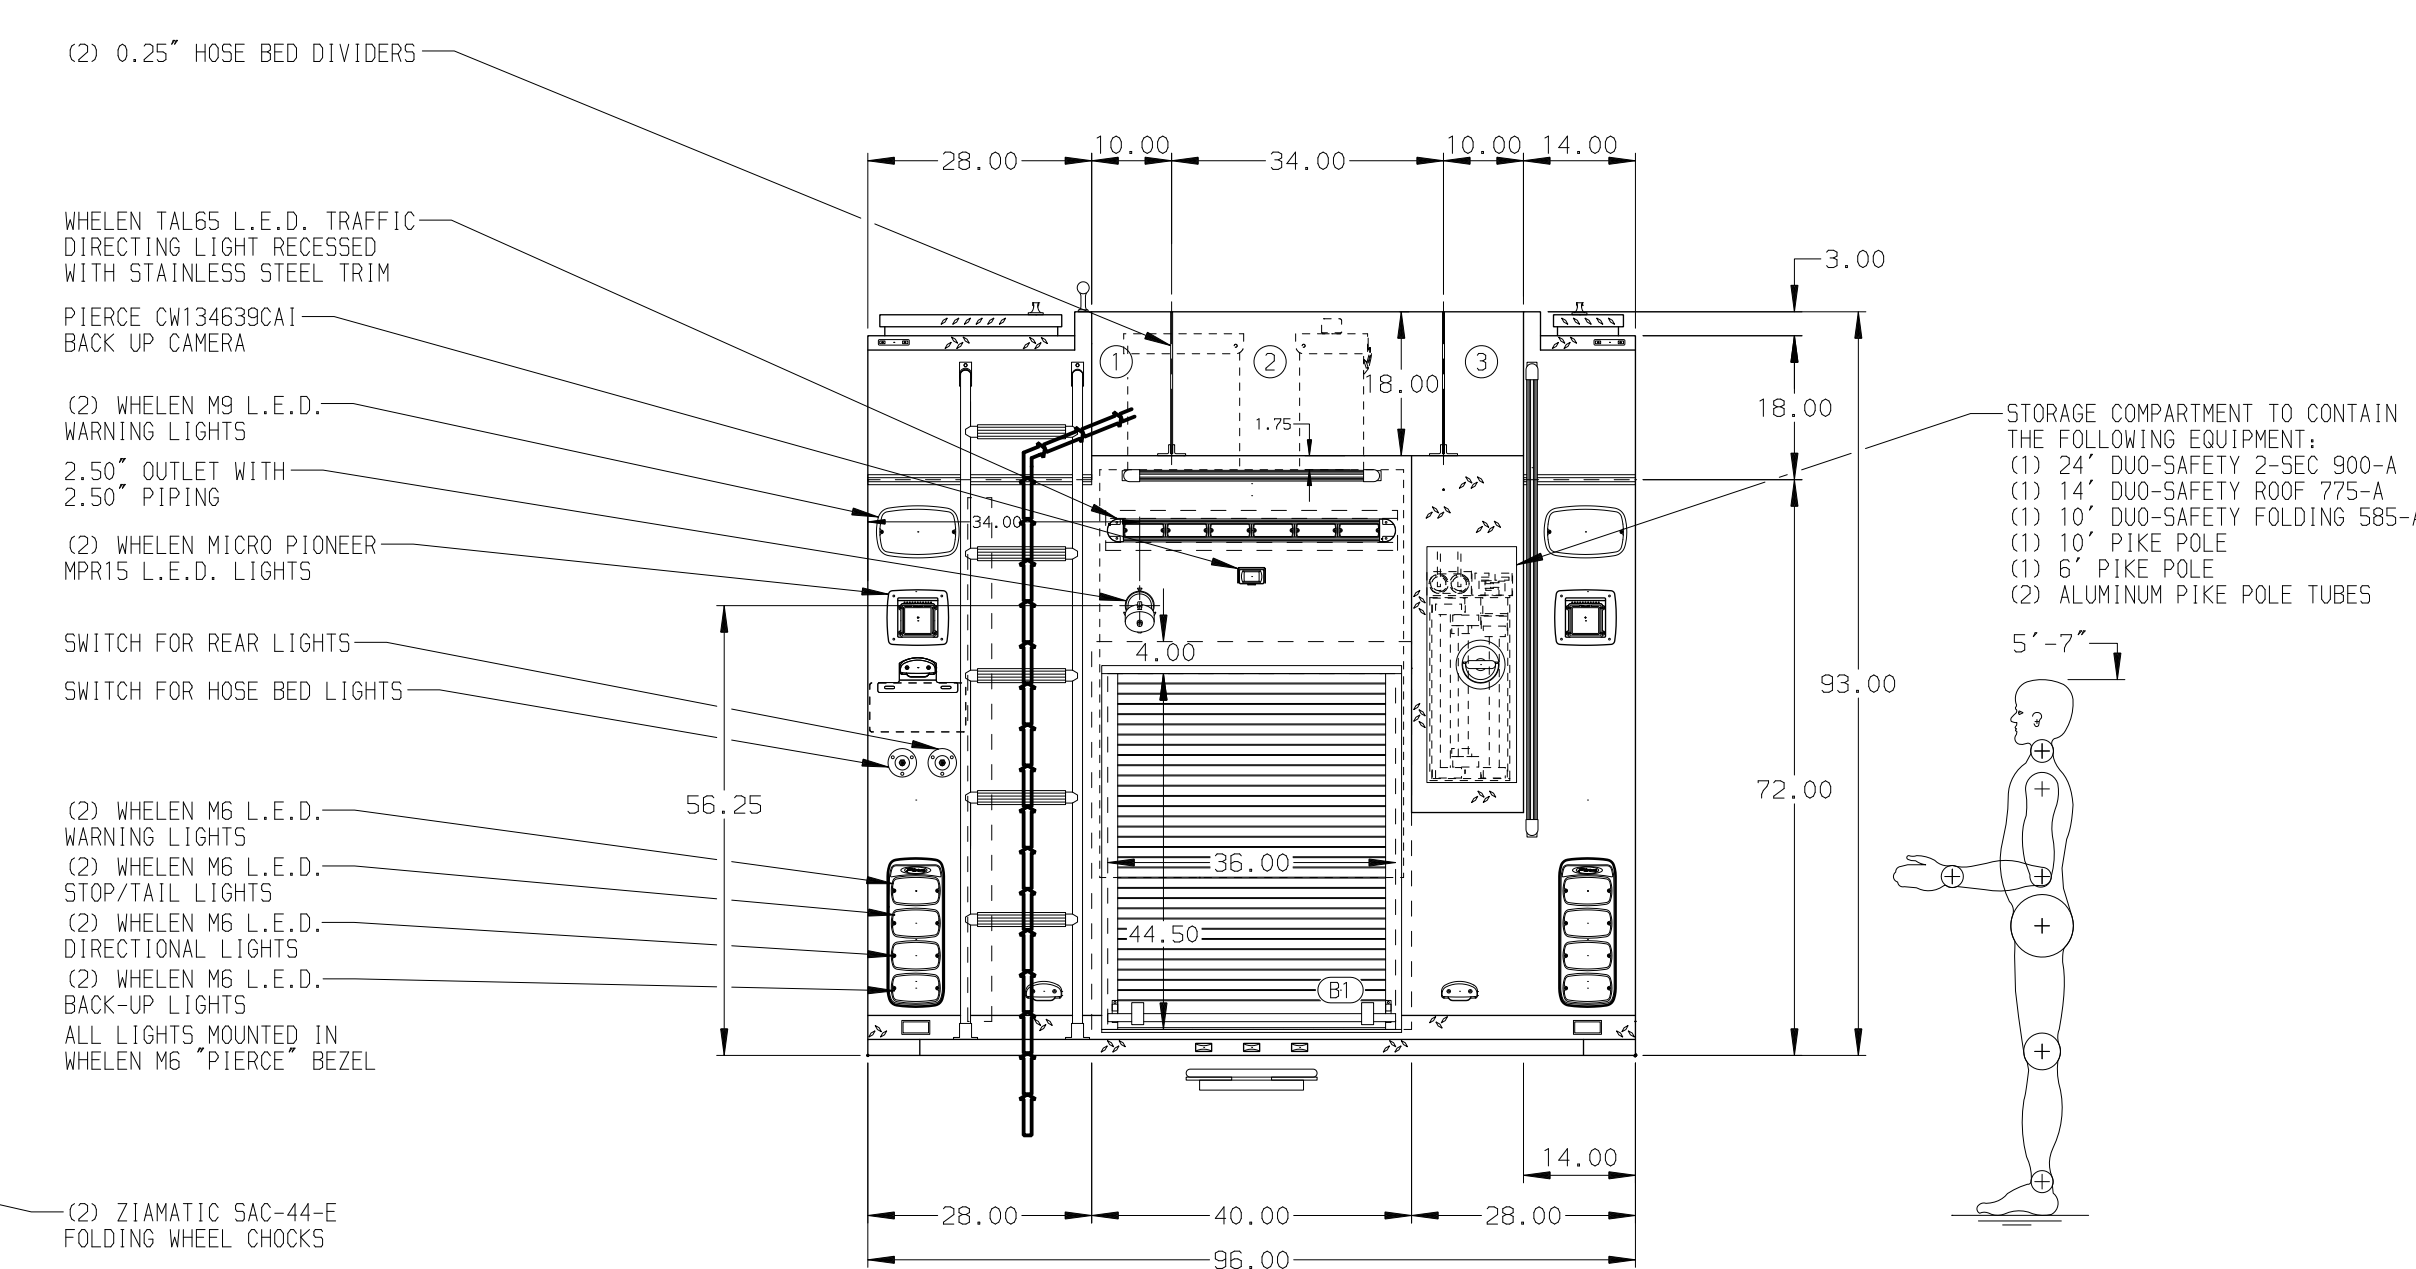 (2) 0.25" HOSE BED DIVIDERS
WHELEN TAL65 L.E.D. TRAFFIC
DIRECTING LIGHT RECESSED
WITH STAINLESS STEEL TRIM
PIERCE CW134639CAI
BACK UP CAMERA
(2) WHELEN M9 L.E.D.
WARNING LIGHTS
2.50" OUTLET WITH
2.50" PIPING
(2) WHELEN MICRO PIONEER
MPR15 L.E.D. LIGHTS
SWITCH FOR REAR LIGHTS
SWITCH FOR HOSE BED LIGHTS
(2) WHELEN M6 L.E.D.
WARNING LIGHTS
(2) WHELEN M6 L.E.D.
STOP/TAIL LIGHTS
(2) WHELEN M6 L.E.D.
DIRECTIONAL LIGHTS
(2) WHELEN M6 L.E.D.
BACK-UP LIGHTS
ALL LIGHTS MOUNTED IN
WHELEN M6 "PIERCE" BEZEL
(2) ZIAMATIC SAC-44-E
FOLDING WHEEL CHOCKS
28.00
10.00
34.00
10.00
14.00
3.00
1
2
3
18.00
18.00
1.75
34.00
4.00
56.25
36.00
44.50
B1
93.00
72.00
14.00
28.00
40.00
28.00
96.00
STORAGE COMPARTMENT TO CONTAIN
THE FOLLOWING EQUIPMENT:
(1) 24' DUO-SAFETY 2-SEC 900-A
(1) 14' DUO-SAFETY ROOF 775-A
(1) 10' DUO-SAFETY FOLDING 585-A
(1) 10' PIKE POLE
(1) 6' PIKE POLE
(2) ALUMINUM PIKE POLE TUBES
5'-7"